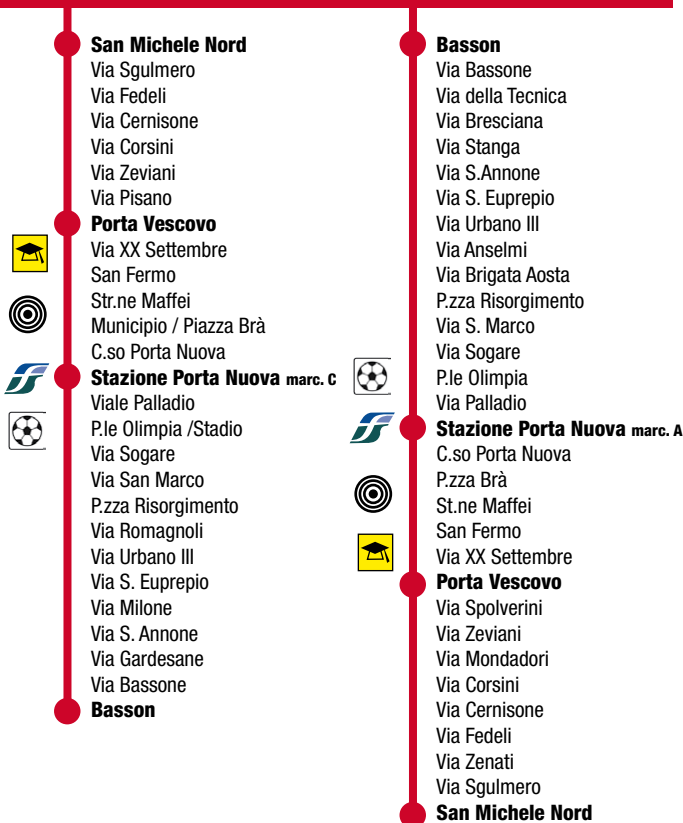 San Michele Nord
Via Sgulmero
Via Fedeli
Via Cernisone
Via Corsini
Via Zeviani
Via Pisano
Porta Vescovo
Via XX Settembre
San Fermo
Str.ne Maffei
Municipio / Piazza Brà
C.so Porta Nuova
Stazione Porta Nuova marc. C
Viale Palladio
P.le Olimpia /Stadio
Via Sogare
Via San Marco
P.zza Risorgimento
Via Romagnoli
Via Urbano III
Via S. Euprepio
Via Milone
Via S. Annone
Via Gardesane
Via Bassone
Basson
Basson
Via Bassone
Via della Tecnica
Via Bresciana
Via Stanga
Via S.Annone
Via S. Euprepio
Via Urbano III
Via Anselmi
Via Brigata Aosta
P.zza Risorgimento
Via S. Marco
Via Sogare
P.le Olimpia
Via Palladio
Stazione Porta Nuova marc. A
C.so Porta Nuova
P.zza Brà
St.ne Maffei
San Fermo
Via XX Settembre
Porta Vescovo
Via Spolverini
Via Zeviani
Via Mondadori
Via Corsini
Via Cernisone
Via Fedeli
Via Zenati
Via Sgulmero
San Michele Nord